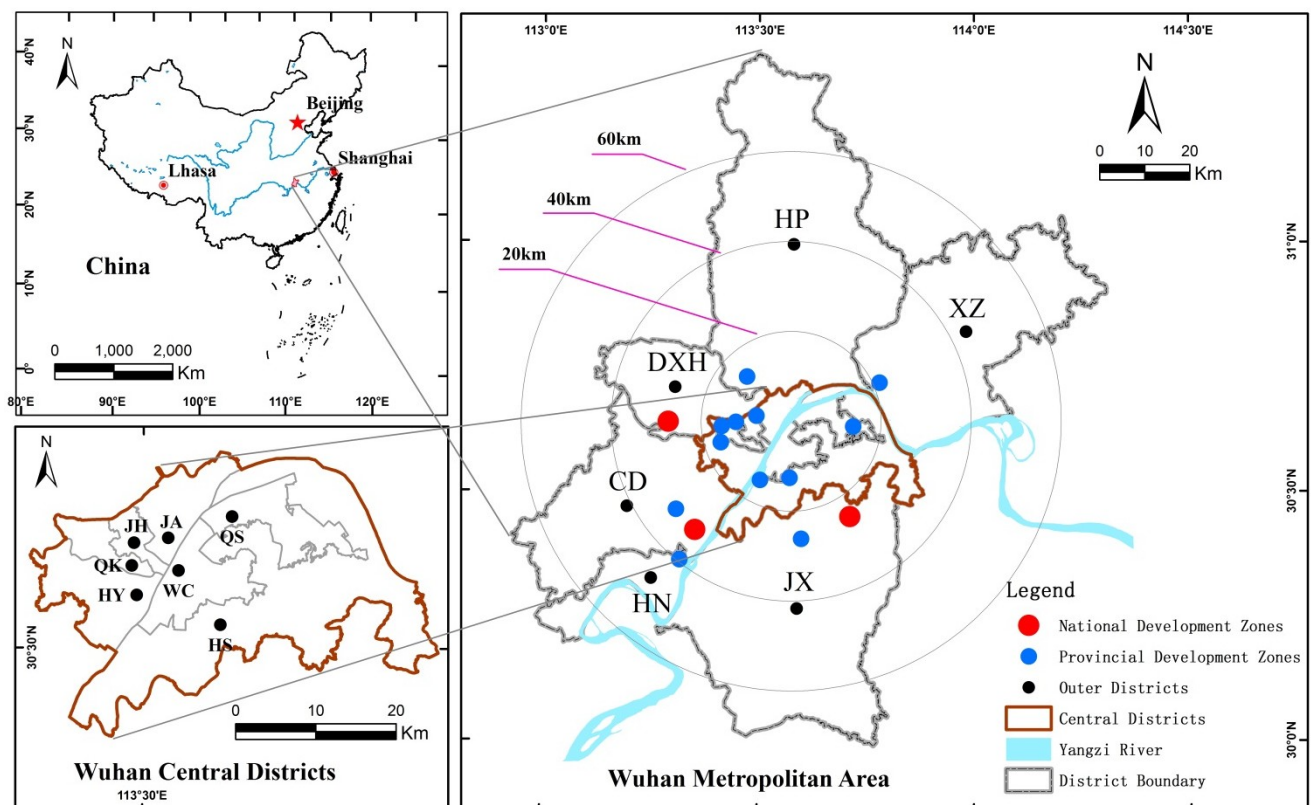 N
40°N
30°N
20°N
10°N
0°
Beijing
Shanghai
Lhasa
China
0 1,000 2,000
Km
80°E 90°E 100°E 110°E 120°E
N
JH
JA
QS
QK
HY
WC
HS
30°30'N
0 10 20
Km
Wuhan Central Districts
113°30'E
113°0'E 113°30'E 114°0'E 114°30'E
N
0 10 20
Km
60km
40km
20km
HP
XZ
DXH
CD
HN
JX
31°0'N
30°30'N
30°0'N
Legend
National Development Zones
Provincial Development Zones
Outer Districts
Central Districts
Yangzi River
District Boundary
Wuhan Metropolitan Area